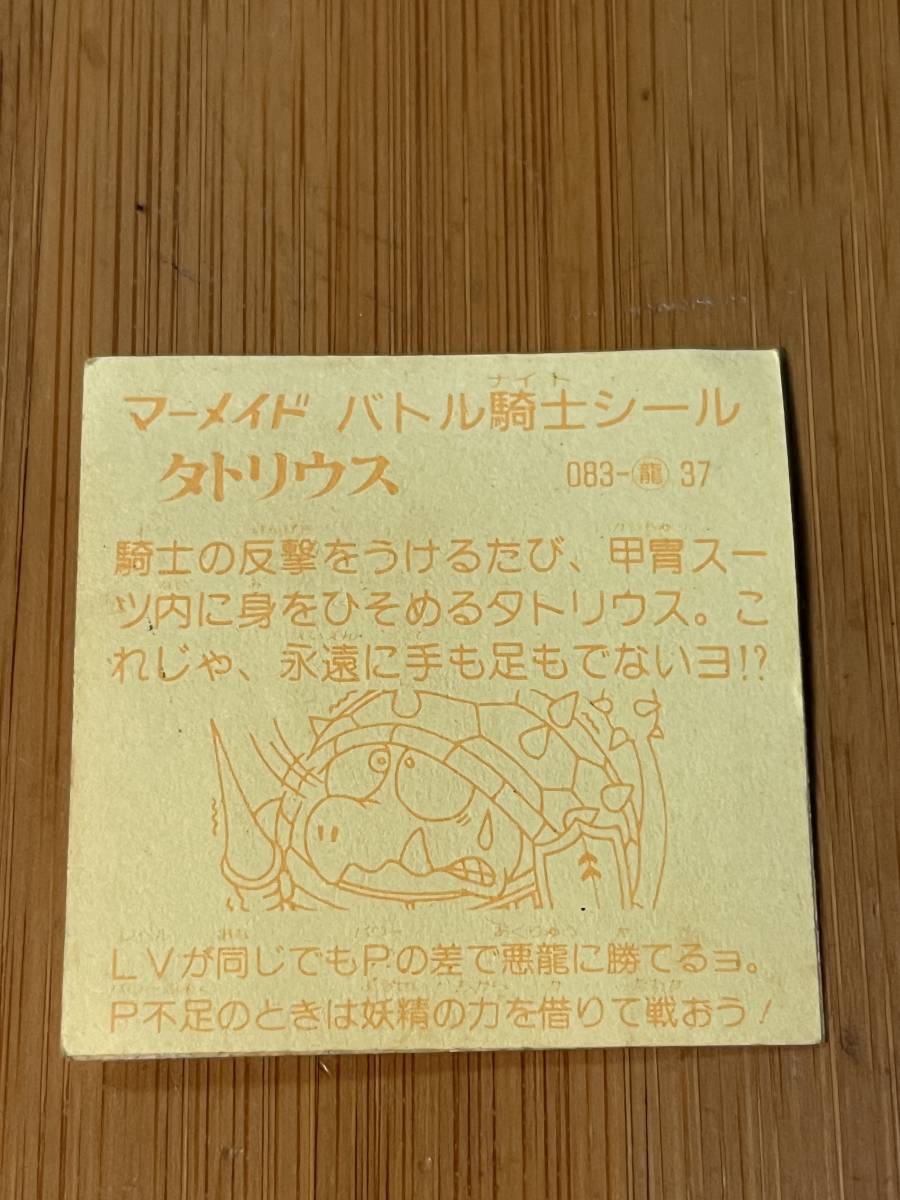 マーメイド バトル騎士シール
ナイト
タトリウス 083-龍 37
騎士の反撃をうけるたび、甲冑スー
ツ内に身をひそめるタトリウス。こ
れじゃ、永遠に手も足もでないヨ!?
LVが同じでもPの差で悪龍に勝てるョ。
P不足のときは妖精の力を借りて戦おう!